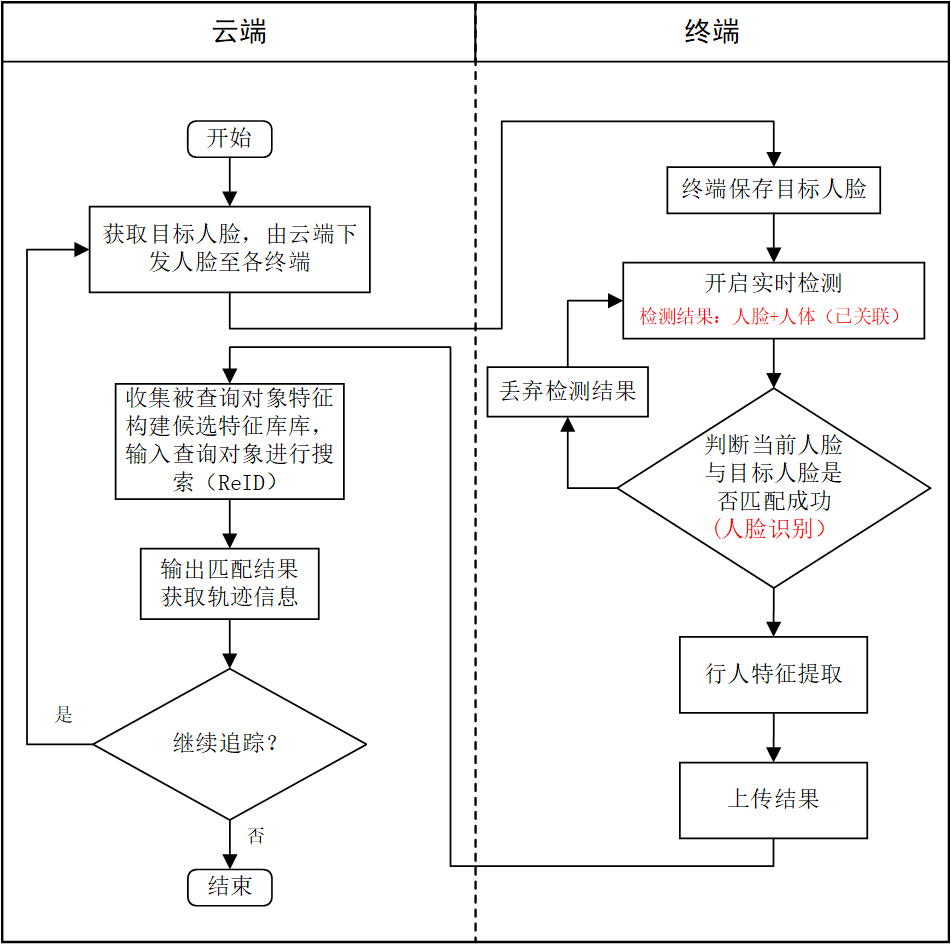 云端
终端
开始
获取目标人脸，由云端下
发人脸至各终端
收集被查询对象特征
构建候选特征库库，
输入查询对象进行搜
索（ReID）
输出匹配结果
获取轨迹信息
是
继续追踪？
否
结束
终端保存目标人脸
开启实时检测
检测结果：人脸+人体（已关联）
丢弃检测结果
判断当前人脸
与目标人脸是
否匹配成功
(人脸识别）
行人特征提取
上传结果